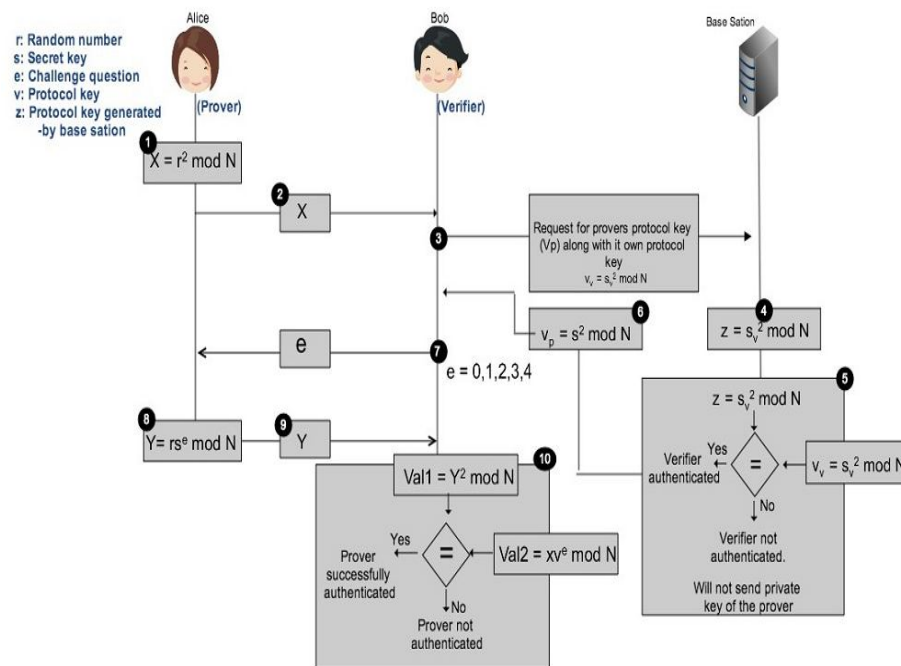 Alice
Bob
Base Sation
r: Random number
s: Secret key
e: Challenge question
v: Protocol key
z: Protocol key generated
-by base sation
(Prover)
(Verifier)
1
X = r² mod N
2
X
3
Request for provers protocol key
(Vp) along with it own protocol
key
vᵥ = sᵥ² mod N
4
z = sᵥ² mod N
5
z = sᵥ² mod N
=
Yes
Verifier
authenticated
vᵥ = sᵥ² mod N
No
Verifier not
authenticated.
Will not send private
key of the prover
6
vₚ = s² mod N
7
e
e = 0,1,2,3,4
8
Y= rsᵉ mod N
9
Y
10
Val1 = Y² mod N
=
Yes
Prover
successfully
authenticated
Val2 = xvᵉ mod N
No
Prover not
authenticated